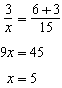 3/x = 6+3/15
9x = 45
x = 5